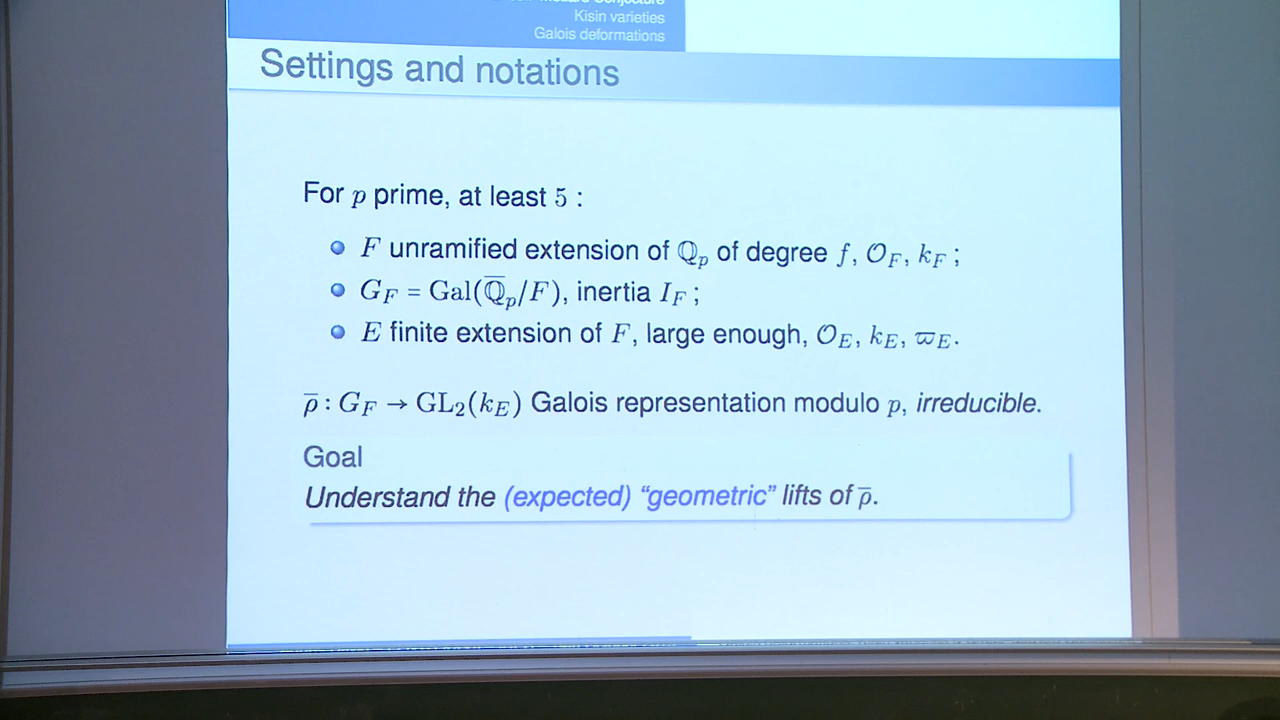 Kisin varieties
Galois deformations
Settings and notations
For p prime, at least 5 :
F unramified extension of ℚ_p of degree f, 𝒪_F, k_F ;
G_F = Gal(ℚ̅_p/F), inertia I_F ;
E finite extension of F, large enough, 𝒪_E, k_E, ϖ_E.
ρ̅ : G_F → GL_2(k_E) Galois representation modulo p, irreducible.
Goal
Understand the (expected) “geometric” lifts of ρ̅.